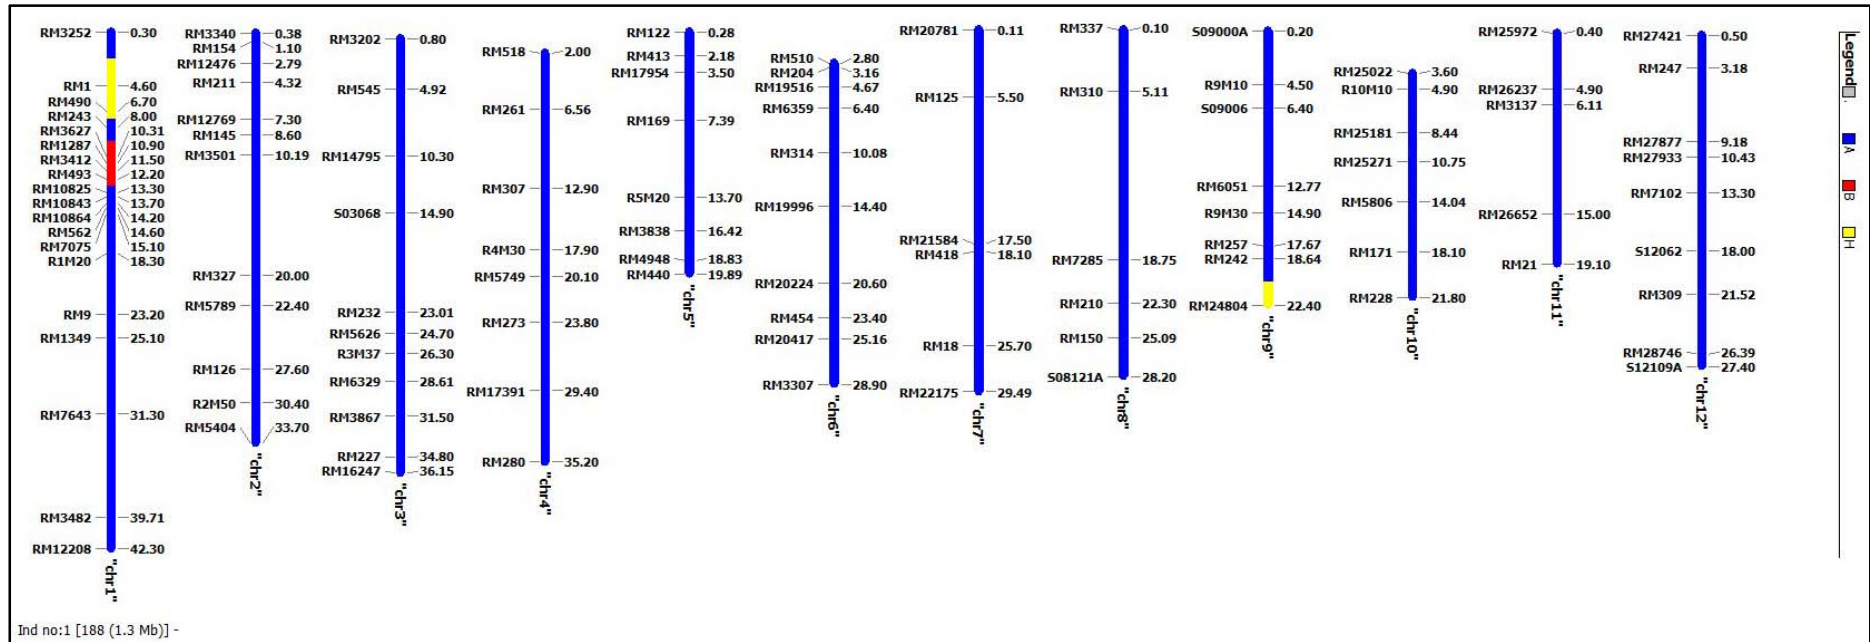 RM3252 0.30
RM1 4.60
RM490 6.70
RM243 8.00
RM3627 10.31
RM1287 10.90
RM3412 11.50
RM493 12.20
RM10825 13.30
RM10843 13.70
RM10864 14.20
RM562 14.60
RM7075 15.10
R1M20 18.30
RM9 23.20
RM1349 25.10
RM7643 31.30
RM3482 39.71
RM12208 42.30
"chr1"
RM3340 0.38
RM154 1.10
RM12476 2.79
RM211 4.32
RM12769 7.30
RM145 8.60
RM3501 10.19
RM327 20.00
RM5789 22.40
RM126 27.60
R2M50 30.40
RM5404 33.70
"chr2"
RM3202 0.80
RM545 4.92
RM14795 10.30
S03068 14.90
RM232 23.01
RM5626 24.70
R3M37 26.30
RM6329 28.61
RM3867 31.50
RM227 34.80
RM16247 36.15
"chr3"
RM518 2.00
RM261 6.56
RM307 12.90
R4M30 17.90
RM5749 20.10
RM273 23.80
RM17391 29.40
RM280 35.20
"chr4"
RM122 0.28
RM413 2.18
RM17954 3.50
RM169 7.39
R5M20 13.70
RM3838 16.42
RM4948 18.83
RM440 19.89
"chr5"
RM510 2.80
RM204 3.16
RM19516 4.67
RM6359 6.40
RM314 10.08
RM19996 14.40
RM20224 20.60
RM454 23.40
RM20417 25.16
RM3307 28.90
"chr6"
RM20781 0.11
RM125 5.50
RM21584 17.50
RM418 18.10
RM18 25.70
RM22175 29.49
"chr7"
RM337 0.10
RM310 5.11
RM7285 18.75
RM210 22.30
RM150 25.09
S08121A 28.20
"chr8"
S09000A 0.20
R9M10 4.50
S09006 6.40
RM6051 12.77
R9M30 14.90
RM257 17.67
RM242 18.64
RM24804 22.40
"chr9"
RM25022 3.60
R10M10 4.90
RM25181 8.44
RM25271 10.75
RM5806 14.04
RM171 18.10
RM228 21.80
"chr10"
RM25972 0.40
RM26237 4.90
RM3137 6.11
RM26652 15.00
RM21 19.10
"chr11"
RM27421 0.50
RM247 3.18
RM27877 9.18
RM27933 10.43
RM7102 13.30
S12062 18.00
RM309 21.52
RM28746 26.39
S12109A 27.40
"chr12"
Legend
.
A
B
H
Ind no:1 [188 (1.3 Mb)] -